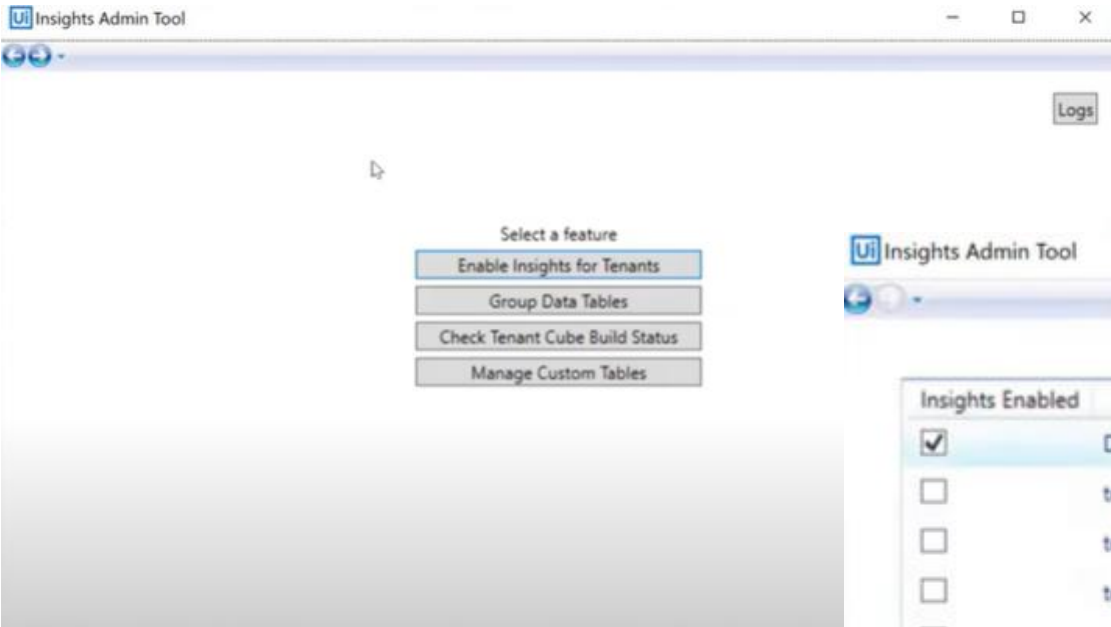 Ui Insights Admin Tool
Logs
Select a feature
Enable Insights for Tenants
Group Data Tables
Check Tenant Cube Build Status
Manage Custom Tables
Ui Insights Admin Tool
Insights Enabled